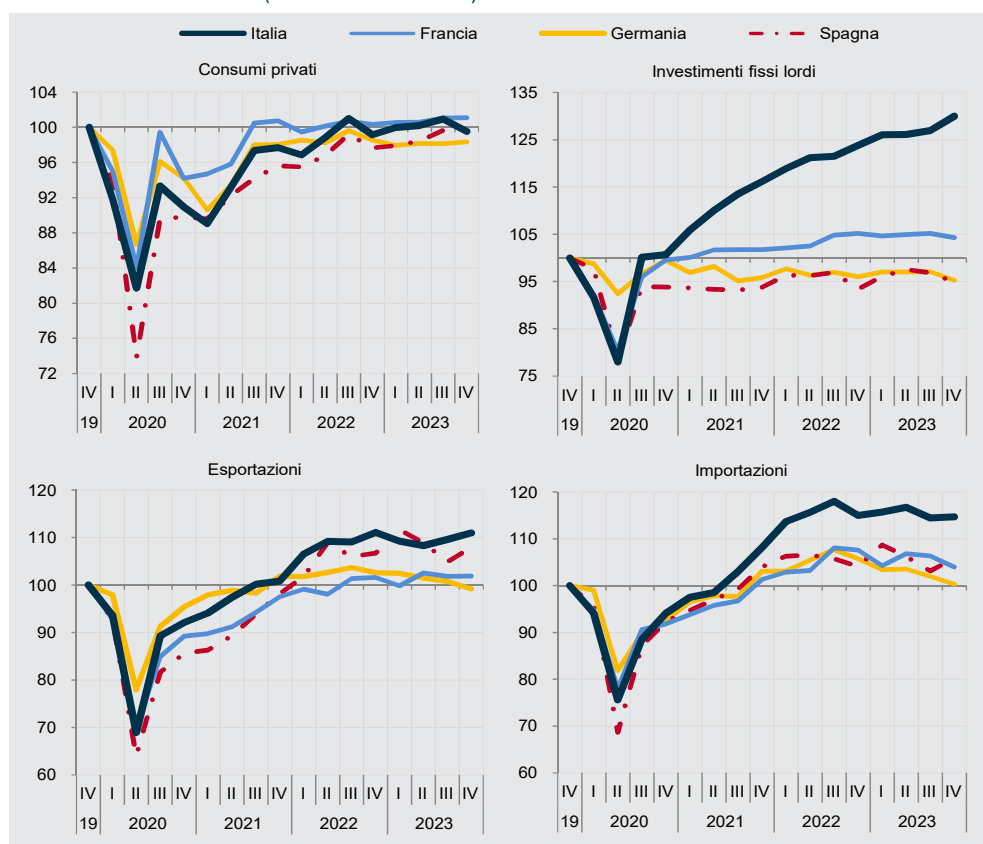 Italia Francia Germania Spagna
Consumi privati
104
100
96
92
88
84
80
76
72
IV I II III IV I II III IV I II III IV I II III IV
19 2020 2021 2022 2023
Investimenti fissi lordi
135
125
115
105
95
85
75
IV I II III IV I II III IV I II III IV I II III IV
19 2020 2021 2022 2023
Esportazioni
120
110
100
90
80
70
60
IV I II III IV I II III IV I II III IV I II III IV
19 2020 2021 2022 2023
Importazioni
120
110
100
90
80
70
60
IV I II III IV I II III IV I II III IV I II III IV
19 2020 2021 2022 2023